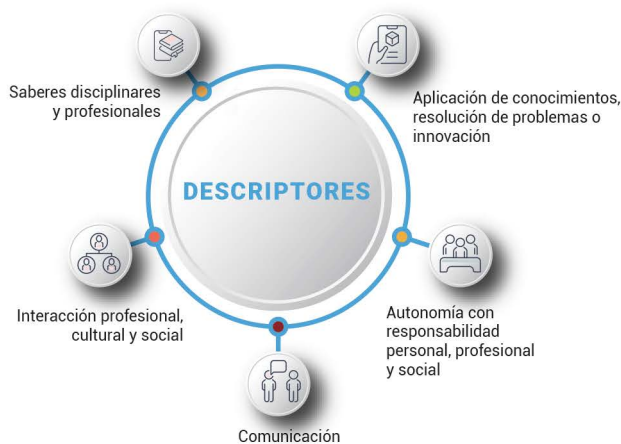 Saberes disciplinares
y profesionales
Aplicación de conocimientos,
resolución de problemas o
innovación
DESCRIPTORES
Interacción profesional,
cultural y social
Autonomía con
responsabilidad
personal, profesional
y social
Comunicación